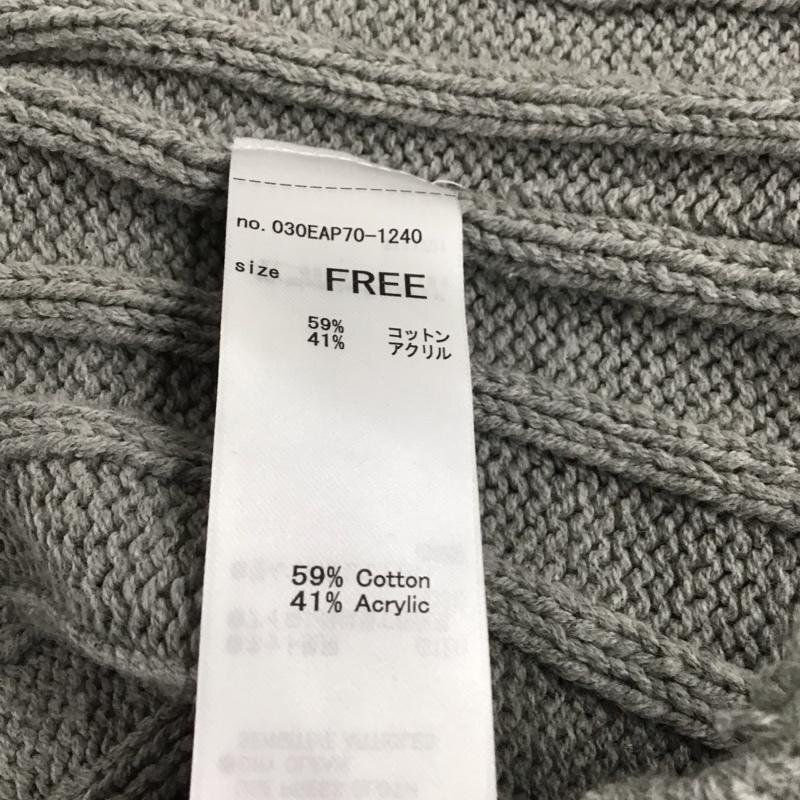 no. 030EAP70-1240
size FREE
59% コットン
41% アクリル
59% Cotton
41% Acrylic